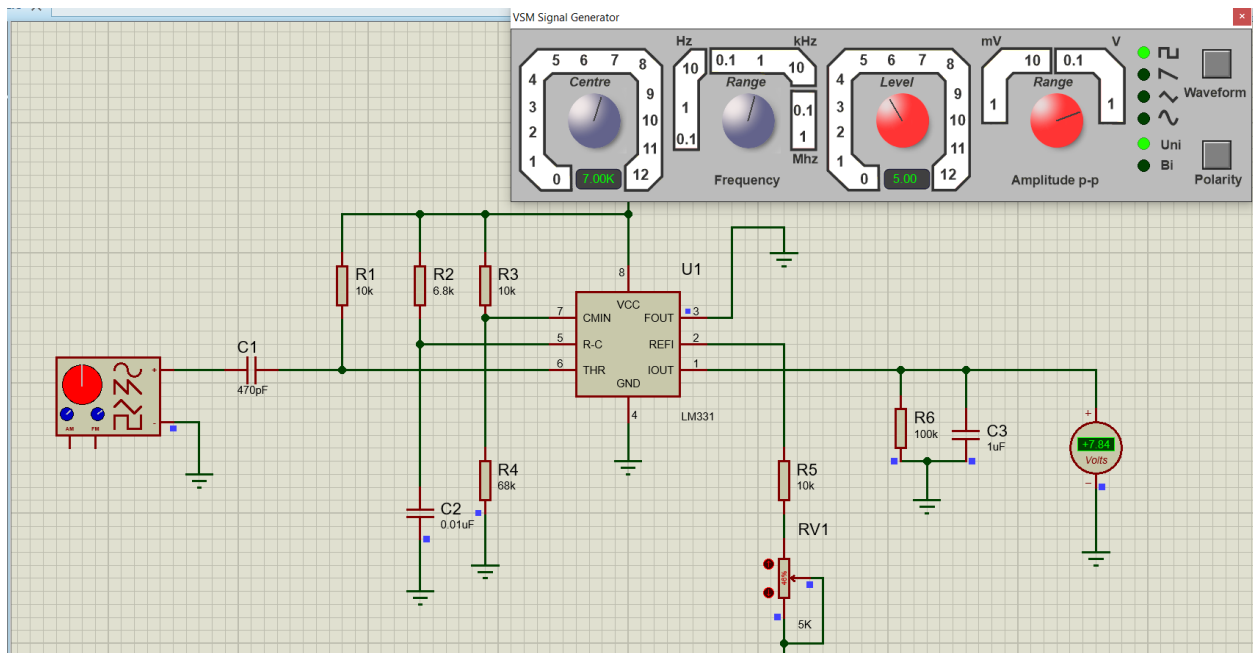 VSM Signal Generator
Hz kHz mV V
5 6 7 8
4 9
3 10
2 11
1 12
0
Centre
7.00K
10 0.1 1 10
1 0.1
0.1 1
Mhz
Range
Frequency
5 6 7 8
4 9
3 10
2 11
1 12
0
Level
5.00
10 0.1
1 1
Range
Amplitude p-p
Waveform
Uni
Bi
Polarity
R1
10k
R2
6.8k
R3
10k
8
U1
VCC
7 CMIN FOUT 3
5 R-C REFI 2
6 THR IOUT 1
GND
4
LM331
C1
470pF
+
-
AM FM
R4
68k
C2
0.01uF
R5
10k
RV1
5K
R6
100k
C3
1uF
+
+7.84
Volts
−